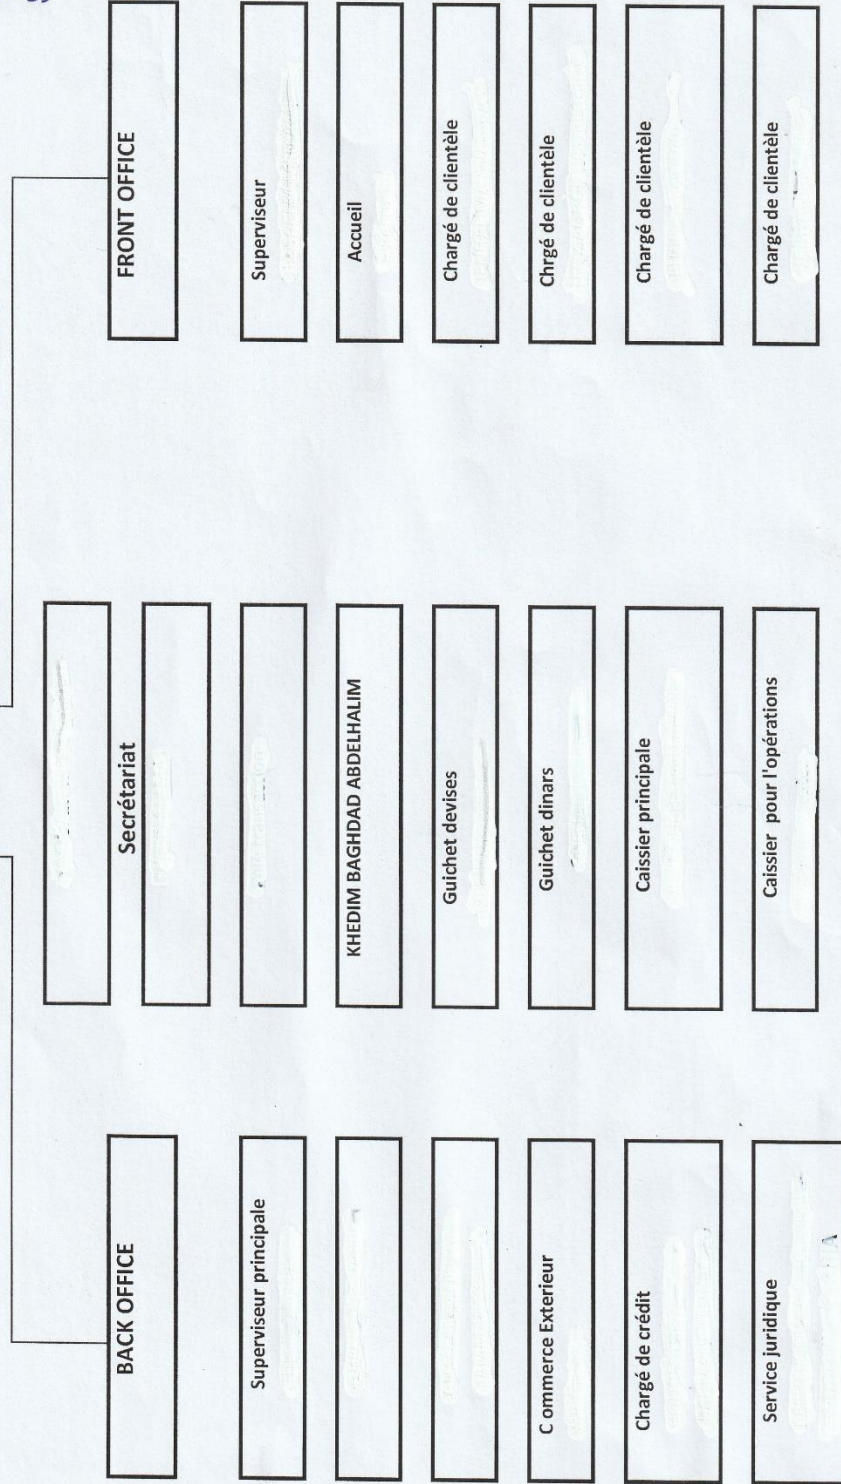 BACK OFFICE
Superviseur principale
C ommerce Exterieur
Chargé de crédit
Service juridique
Secrétariat
KHEDIM BAGHDAD ABDELHALIM
Guichet devises
Guichet dinars
Caissier principale
Caissier pour l'opérations
FRONT OFFICE
Superviseur
Accueil
Chargé de clientèle
Chrgé de clientèle
Chargé de clientèle
Chargé de clientèle